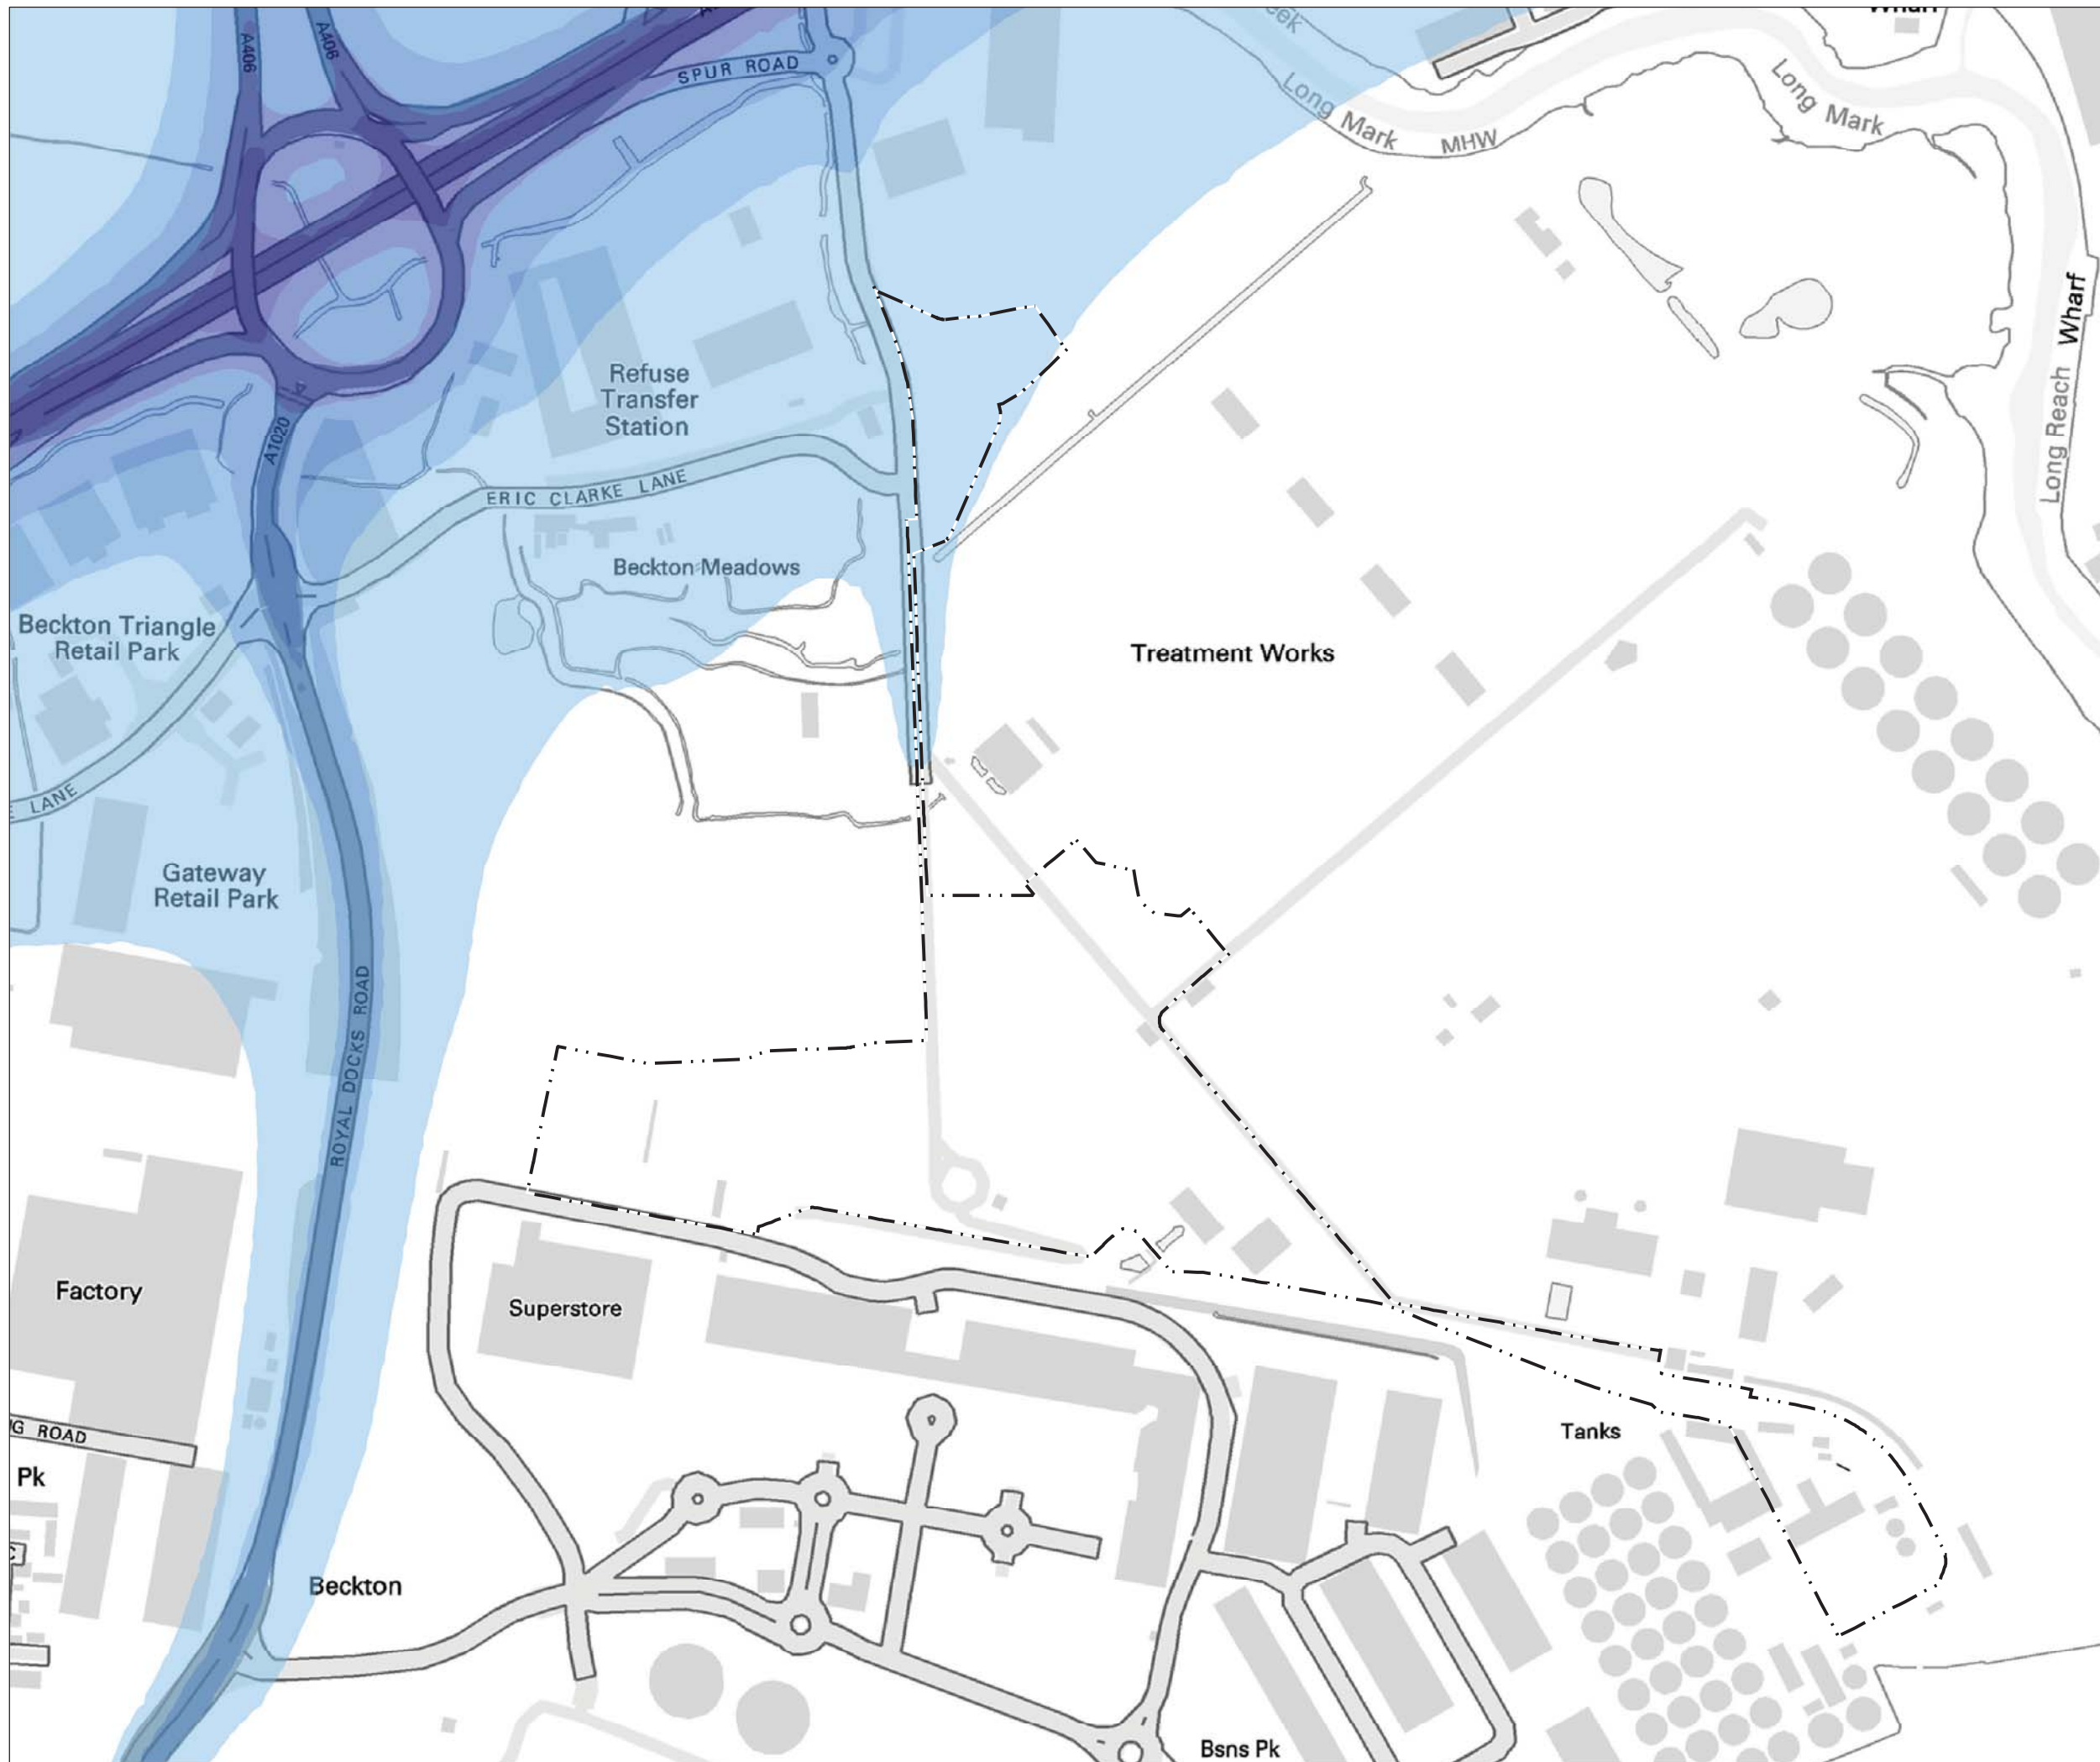 A406
A406
SPUR ROAD
eek
Long Mark MHW
Long Mark
Long Reach
Wharf
Refuse
Transfer
Station
A1020
ERIC CLARKE LANE
Beckton Meadows
Beckton Triangle
Retail Park
Treatment Works
E LANE
Gateway
Retail Park
ROYAL DOCKS ROAD
Factory
Superstore
G ROAD
Pk
Tanks
Beckton
Bsns Pk